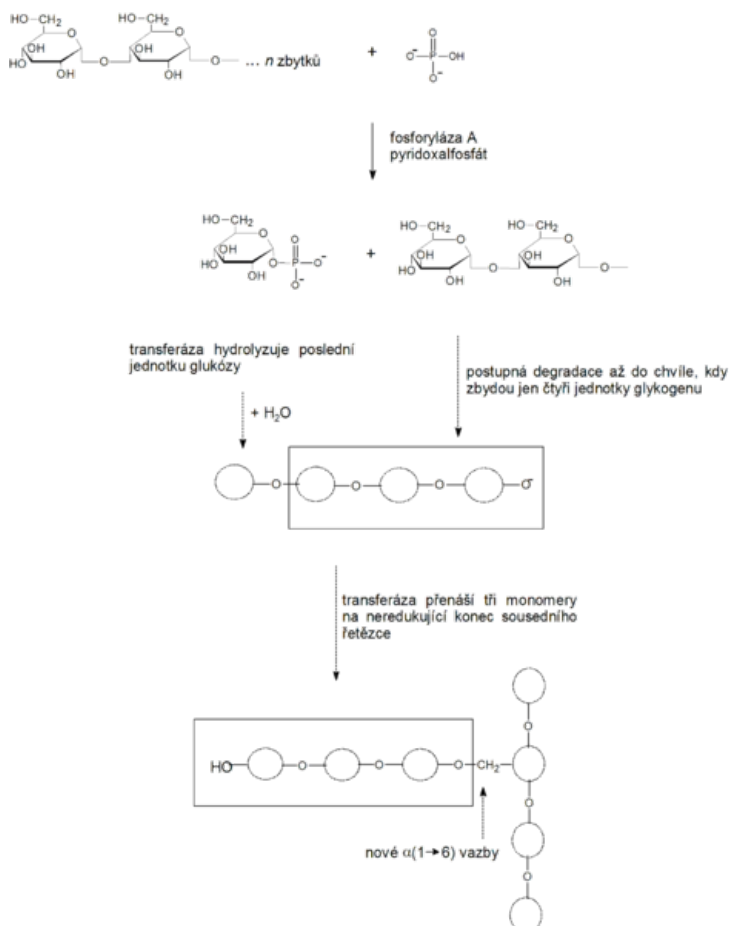 HO–CH₂ HO–CH₂
O O
OH OH
HO O O … n zbytků + O⁻ P OH
OH OH O O⁻
fosforyláza A
pyridoxalfosfát
HO–CH₂ HO–CH₂ HO–CH₂
O O O O
OH OH OH
HO O–P–O⁻ + HO O O
OH O⁻ OH OH
transferáza hydrolyzuje poslední
jednotku glukózy
postupná degradace až do chvíle, kdy
zbydou jen čtyři jednotky glykogenu
+ H₂O
O O O O⁻
transferáza přenáší tři monomery
na neredukující konec sousedního
řetězce
O
HO O O O–CH₂
O
nové α(1→6) vazby
O